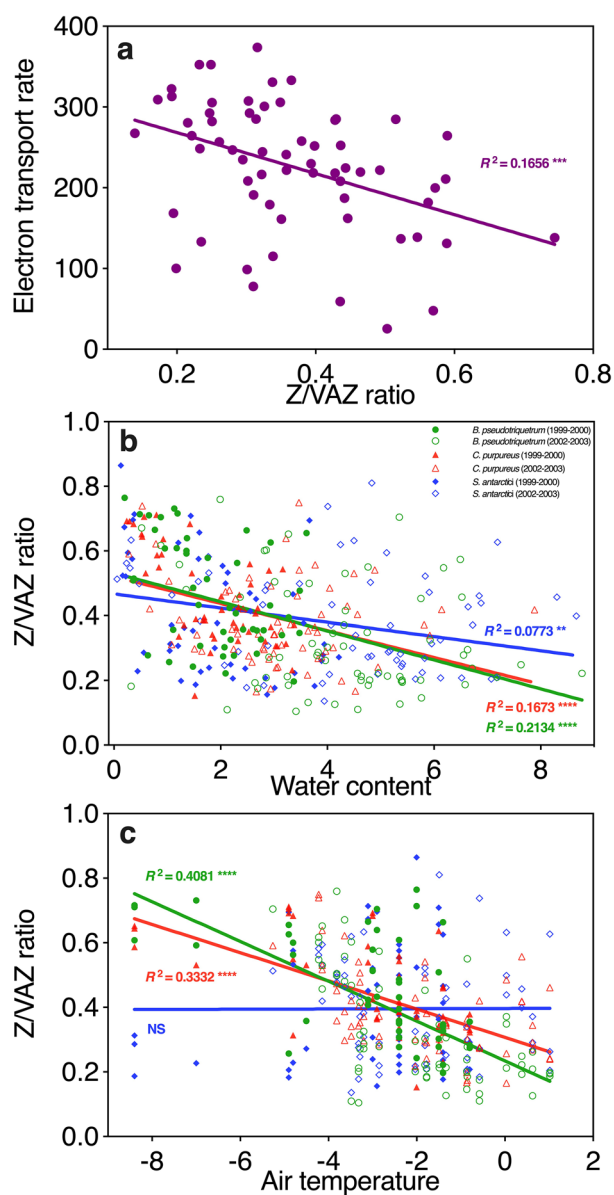 a
Electron transport rate
400
300
200
100
0
R² = 0.1656 ***
0.2
0.4
0.6
0.8
Z/VAZ ratio
b
B. pseudotriquetrum (1999-2000)
B. pseudotriquetrum (2002-2003)
C. purpureus (1999-2000)
C. purpureus (2002-2003)
S. antarctici (1999-2000)
S. antarctici (2002-2003)
Z/VAZ ratio
1.0
0.8
0.6
0.4
0.2
0.0
R² = 0.0773 **
R² = 0.1673 ****
R² = 0.2134 ****
0
2
4
6
8
Water content
c
Z/VAZ ratio
1.0
0.8
0.6
0.4
0.2
0.0
R² = 0.4081 ****
R² = 0.3332 ****
NS
-8
-6
-4
-2
0
Air temperature